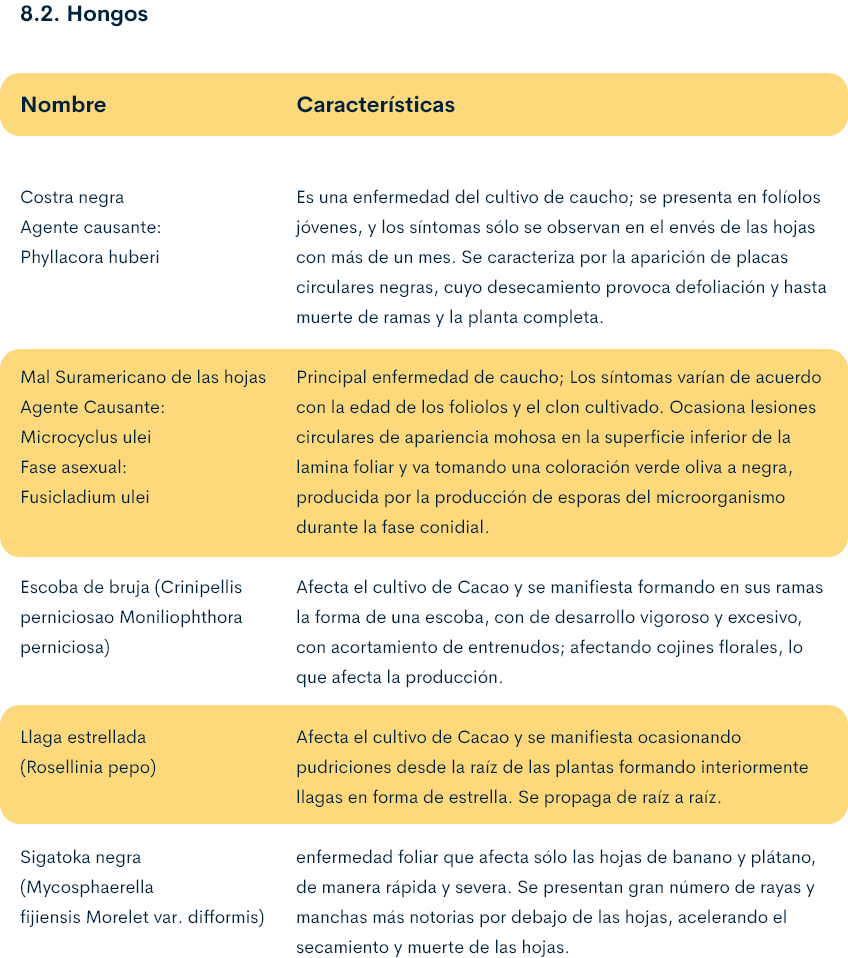 8.2. Hongos
Nombre
Características
Costra negra
Agente causante:
Phyllacora huberi
Es una enfermedad del cultivo de caucho; se presenta en folíolos
jóvenes, y los síntomas sólo se observan en el envés de las hojas
con más de un mes. Se caracteriza por la aparición de placas
circulares negras, cuyo desecamiento provoca defoliación y hasta
muerte de ramas y la planta completa.
Mal Suramericano de las hojas
Agente Causante:
Microcyclus ulei
Fase asexual:
Fusicladium ulei
Principal enfermedad de caucho; Los síntomas varían de acuerdo
con la edad de los foliolos y el clon cultivado. Ocasiona lesiones
circulares de apariencia mohosa en la superficie inferior de la
lamina foliar y va tomando una coloración verde oliva a negra,
producida por la producción de esporas del microorganismo
durante la fase conidial.
Escoba de bruja (Crinipellis
perniciosao Moniliophthora
perniciosa)
Afecta el cultivo de Cacao y se manifiesta formando en sus ramas
la forma de una escoba, con de desarrollo vigoroso y excesivo,
con acortamiento de entrenudos; afectando cojines florales, lo
que afecta la producción.
Llaga estrellada
(Rosellinia pepo)
Afecta el cultivo de Cacao y se manifiesta ocasionando
pudriciones desde la raíz de las plantas formando interiormente
llagas en forma de estrella. Se propaga de raíz a raíz.
Sigatoka negra
(Mycosphaerella
fijiensis Morelet var. difformis)
enfermedad foliar que afecta sólo las hojas de banano y plátano,
de manera rápida y severa. Se presentan gran número de rayas y
manchas más notorias por debajo de las hojas, acelerando el
secamiento y muerte de las hojas.